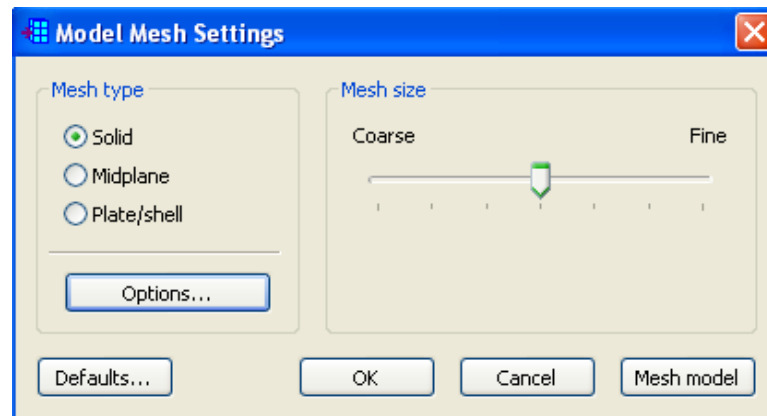 Model Mesh Settings
Mesh type
Solid
Midplane
Plate/shell
Options...
Mesh size
Coarse Fine
Defaults... OK Cancel Mesh model